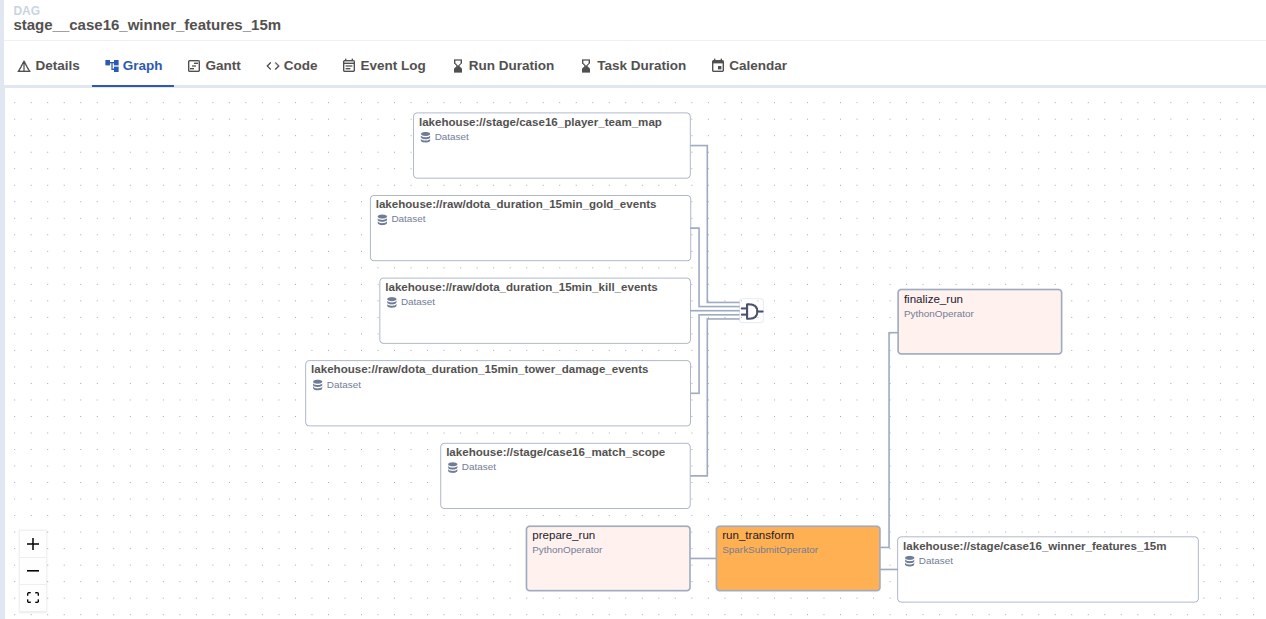 DAG
stage__case16_winner_features_15m
Details
Graph
Gantt
Code
Event Log
Run Duration
Task Duration
Calendar
lakehouse://stage/case16_player_team_map
Dataset
lakehouse://raw/dota_duration_15min_gold_events
Dataset
lakehouse://raw/dota_duration_15min_kill_events
Dataset
lakehouse://raw/dota_duration_15min_tower_damage_events
Dataset
lakehouse://stage/case16_match_scope
Dataset
prepare_run
PythonOperator
run_transform
SparkSubmitOperator
finalize_run
PythonOperator
lakehouse://stage/case16_winner_features_15m
Dataset